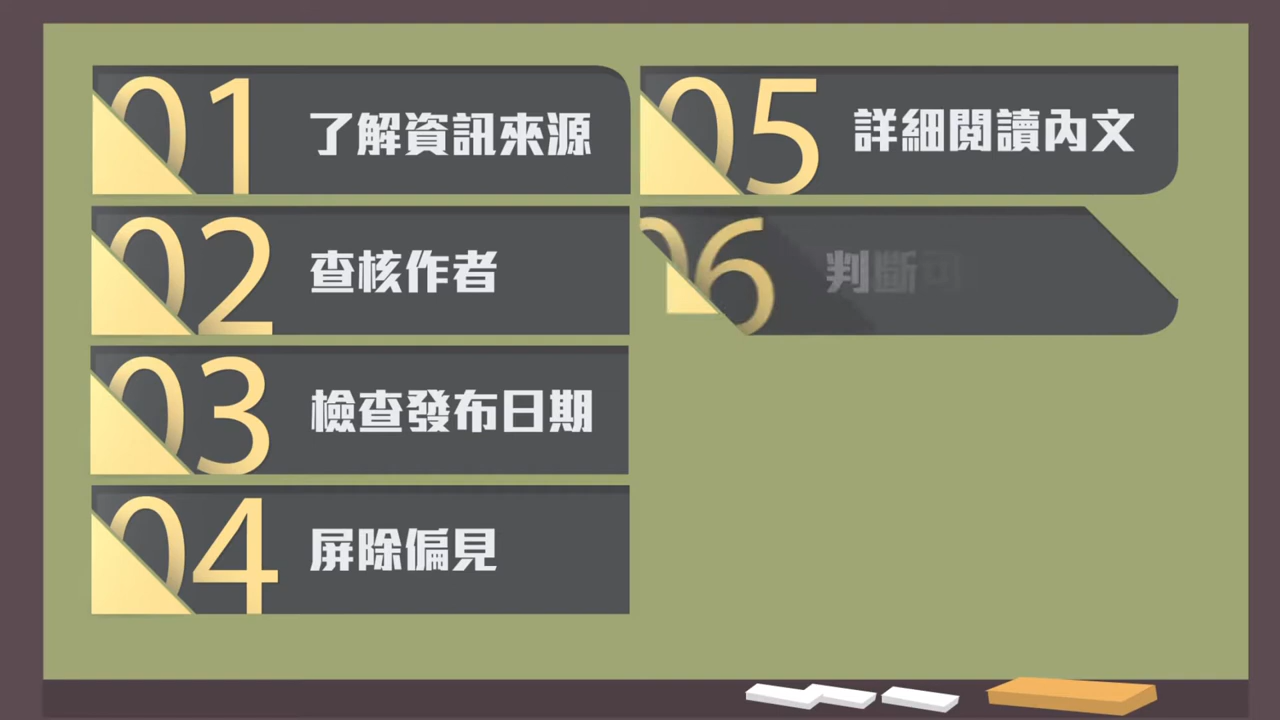 01 了解資訊來源
02 查核作者
03 檢查發布日期
04 屏除偏見
05 詳細閱讀內文
06 判斷可